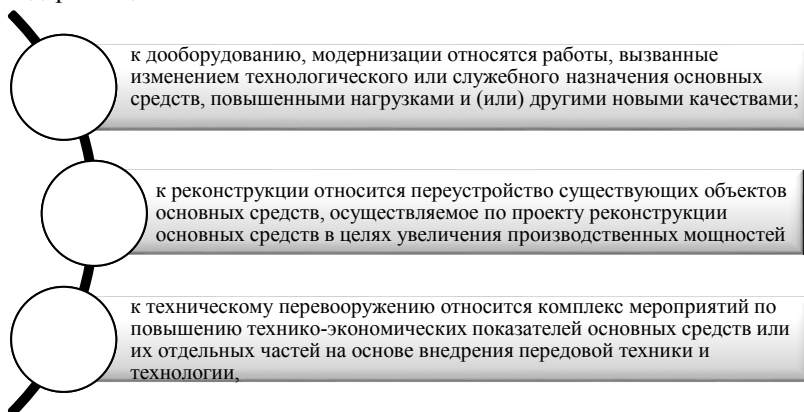 к дооборудованию, модернизации относятся работы, вызванные
изменением технологического или служебного назначения основных
средств, повышенными нагрузками и (или) другими новыми качествами;
к реконструкции относится переустройство существующих объектов
основных средств, осуществляемое по проекту реконструкции
основных средств в целях увеличения производственных мощностей
к техническому перевооружению относится комплекс мероприятий по
повышению технико-экономических показателей основных средств или
их отдельных частей на основе внедрения передовой техники и
технологии,